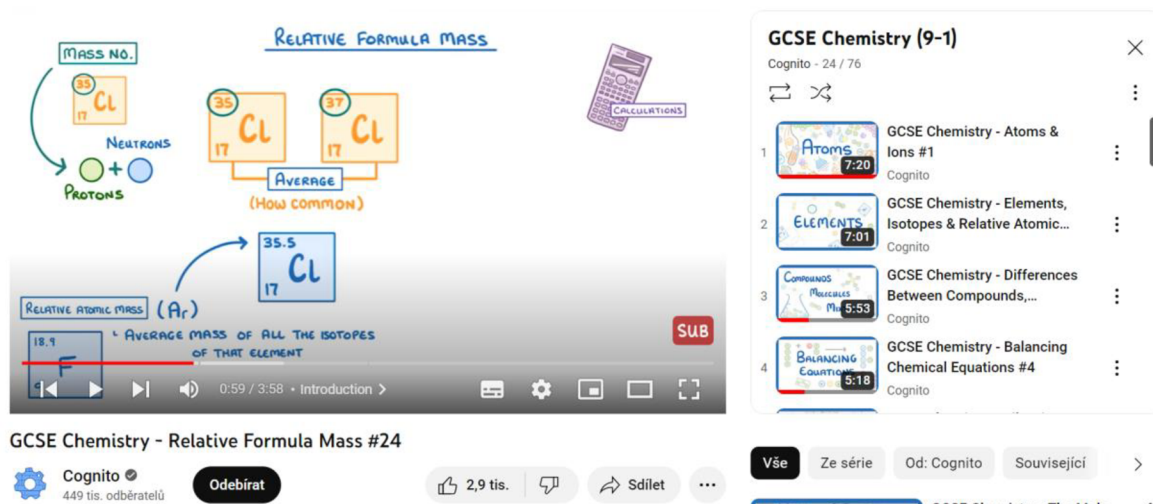 RELATIVE FORMULA MASS
MASS NO.
35
Cl
17
NEUTRONS
+
PROTONS
35
Cl
17
37
Cl
17
AVERAGE
(HOW COMMON)
CALCULATIONS
35.5
Cl
17
RELATIVE ATOMIC MASS (Ar)
AVERAGE MASS OF ALL THE ISOTOPES
OF THAT ELEMENT
18.9
F
SUB
0:59 / 3:58 • Introduction
GCSE Chemistry - Relative Formula Mass #24
Cognito
449 tis. odběratelů
Odebírat
2,9 tis.
Sdílet
GCSE Chemistry (9-1)
Cognito - 24 / 76
1
ATOMS
7:20
GCSE Chemistry - Atoms &
Ions #1
Cognito
2
ELEMENTS
7:01
GCSE Chemistry - Elements,
Isotopes & Relative Atomic...
Cognito
3
COMPOUNDS
MOLECULES
5:53
GCSE Chemistry - Differences
Between Compounds,...
Cognito
4
BALANCING
5:18
GCSE Chemistry - Balancing
Chemical Equations #4
Cognito
Vše
Ze série
Od: Cognito
Související